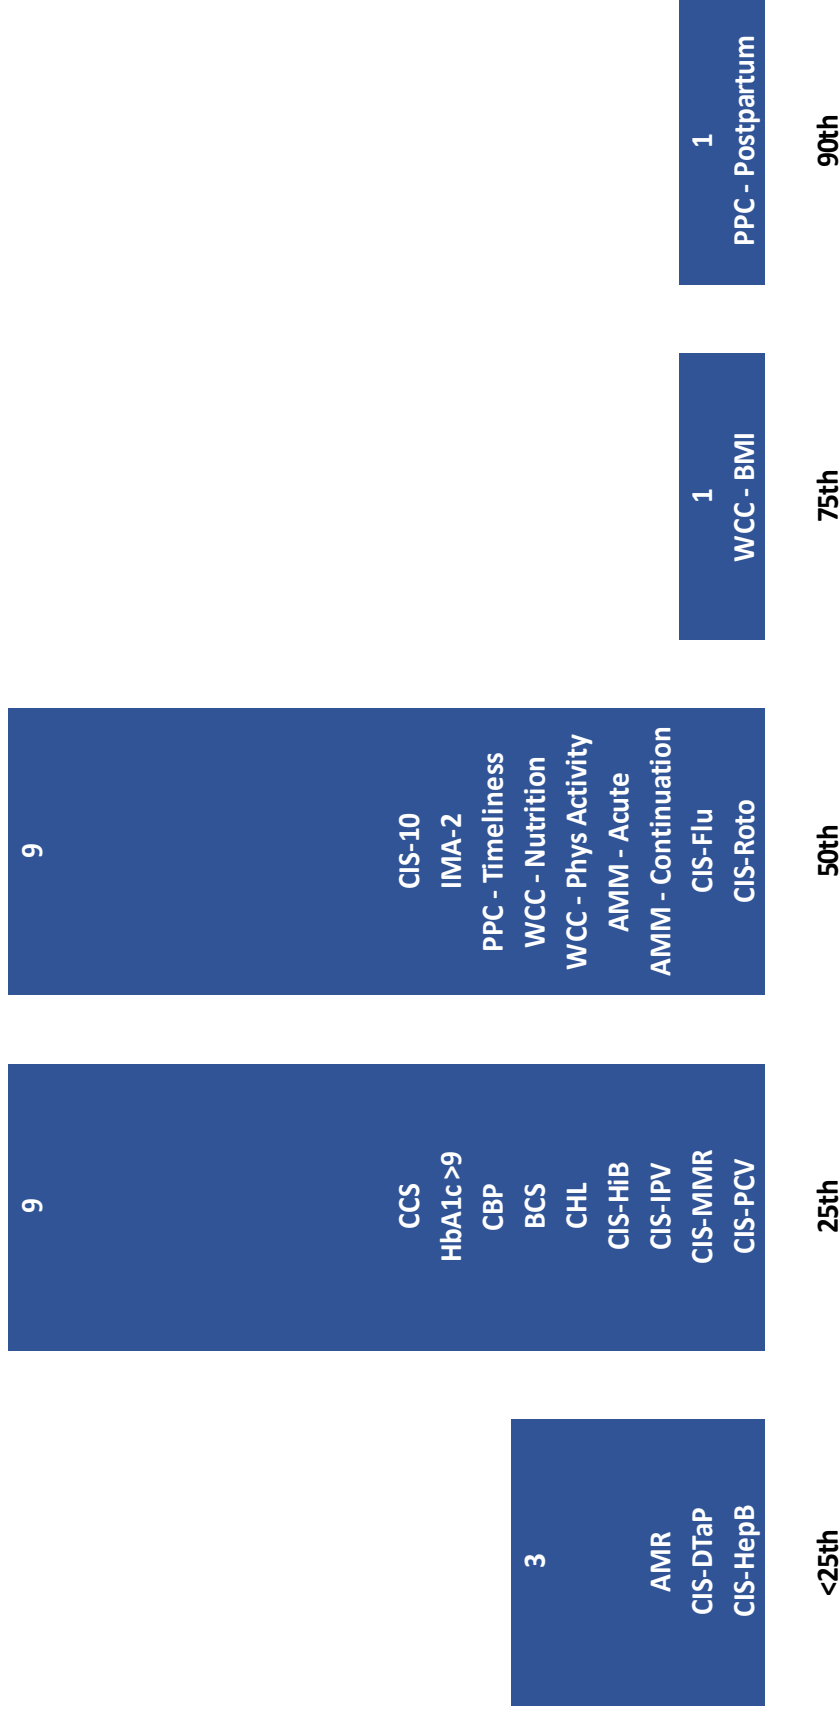 3
AMR
CIS-DTaP
CIS-HepB
<25th
9
CCS
HbA1c >9
CBP
BCS
CHL
CIS-HiB
CIS-IPV
CIS-MMR
CIS-PCV
25th
9
CIS-10
IMA-2
PPC - Timeliness
WCC - Nutrition
WCC - Phys Activity
AMM - Acute
AMM - Continuation
CIS-Flu
CIS-Roto
50th
1
WCC - BMI
75th
1
PPC - Postpartum
90th